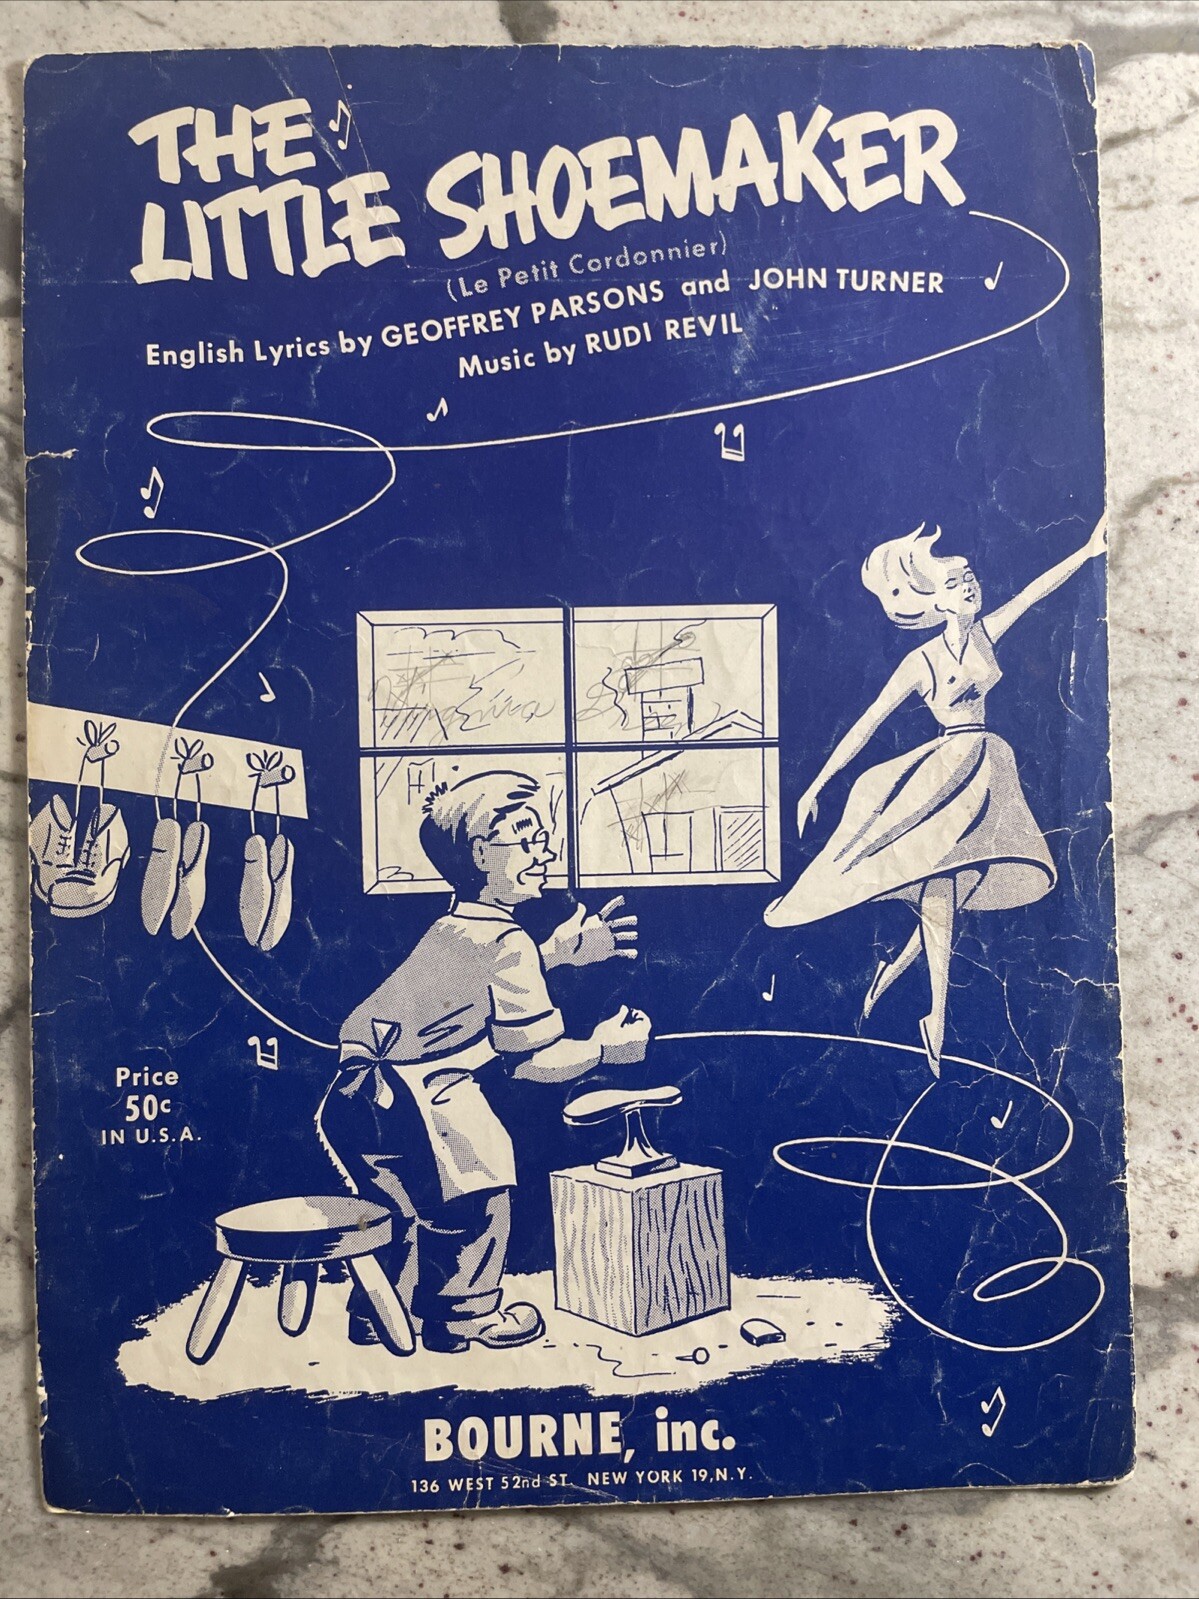 THE
LITTLE SHOEMAKER
(Le Petit Cordonnier)
English Lyrics by GEOFFREY PARSONS and JOHN TURNER
Music by RUDI REVIL
Virginia
Price
50c
IN U.S.A.
BOURNE, inc.
136 WEST 52nd ST. NEW YORK 19, N.Y.